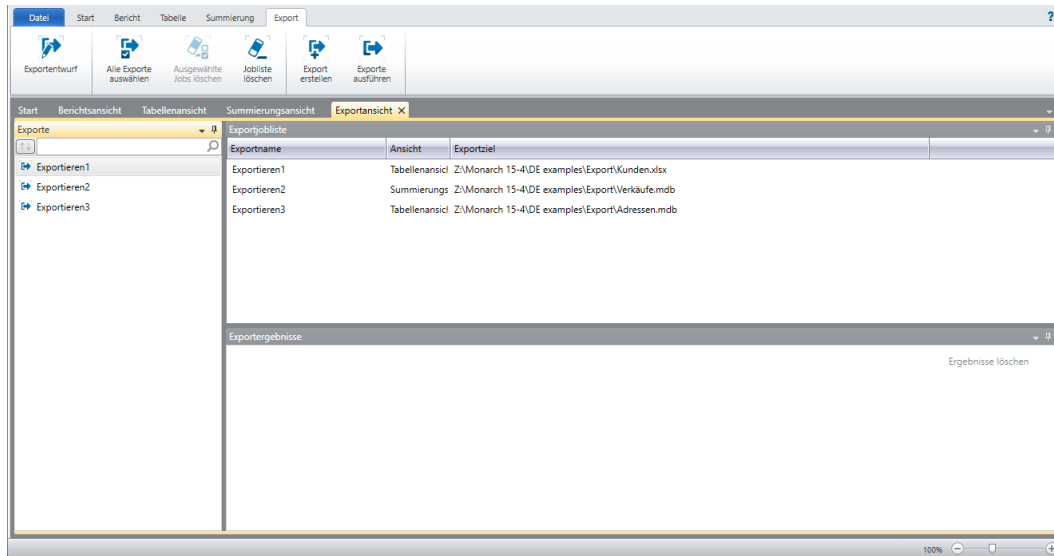 Datei Start Bericht Tabelle Summierung Export
?
Exportentwurf
Alle Exporte auswählen
Ausgewählte Jobs löschen
Jobliste löschen
Export erstellen
Exporte ausführen
Start Berichtsansicht Tabellenansicht Summierungsansicht Exportansicht
Exporte
Exportieren1
Exportieren2
Exportieren3
Exportjobliste
Exportname Ansicht Exportziel
Exportieren1 Tabellenansicl Z:\Monarch 15-4\DE examples\Export\Kunden.xlsx
Exportieren2 Summierungs Z:\Monarch 15-4\DE examples\Export\Verkäufe.mdb
Exportieren3 Tabellenansicl Z:\Monarch 15-4\DE examples\Export\Adressen.mdb
Exportergebnisse
Ergebnisse löschen
100%